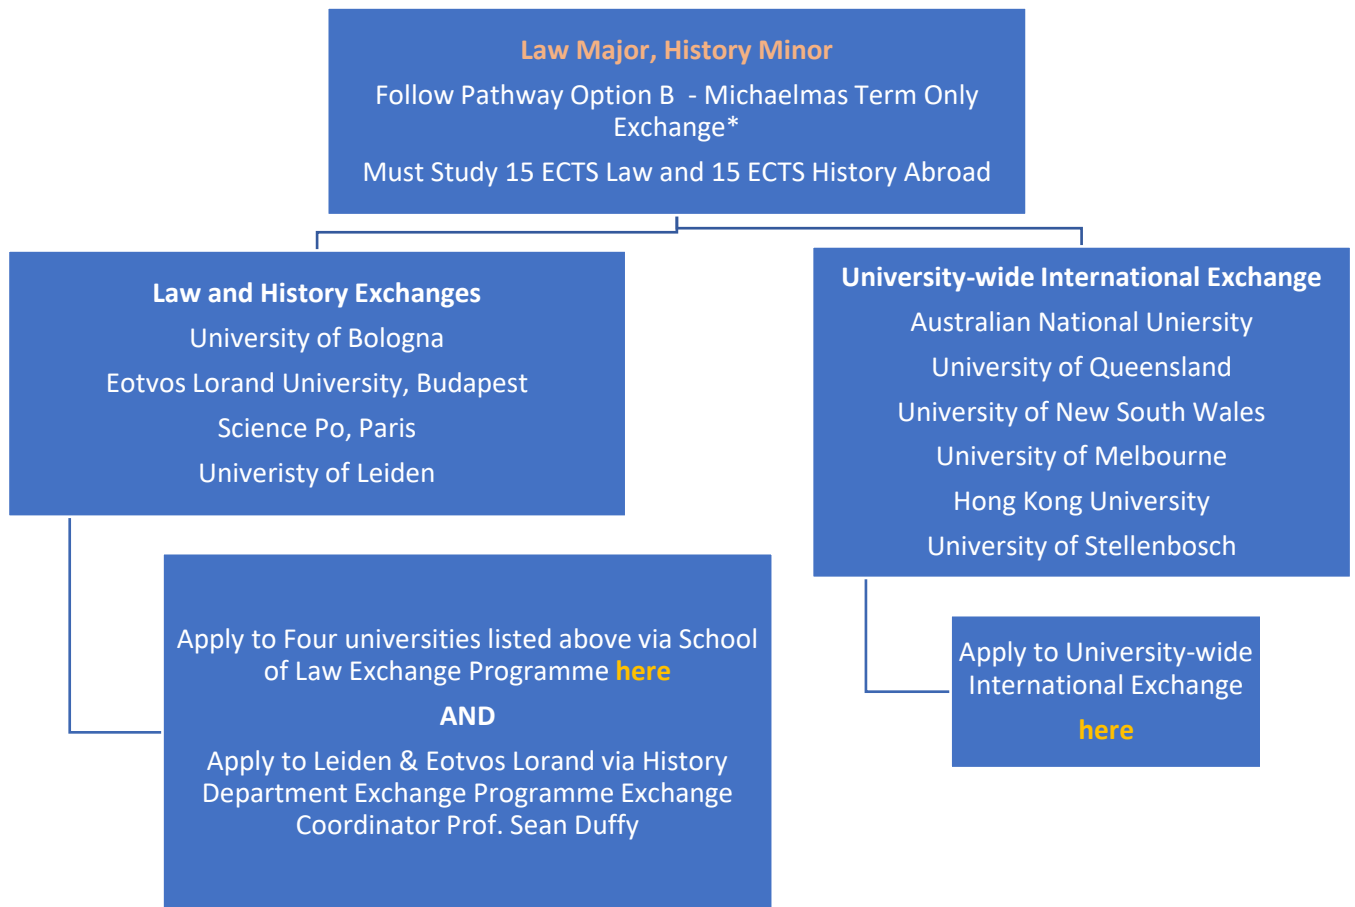 Law Major, History Minor
Follow Pathway Option B - Michaelmas Term Only
Exchange*
Must Study 15 ECTS Law and 15 ECTS History Abroad
Law and History Exchanges
University of Bologna
Eotvos Lorand University, Budapest
Science Po, Paris
Univeristy of Leiden
Apply to Four universities listed above via School
of Law Exchange Programme here
AND
Apply to Leiden & Eotvos Lorand via History
Department Exchange Programme Exchange
Coordinator Prof. Sean Duffy
University-wide International Exchange
Australian National Uniersity
University of Queensland
University of New South Wales
University of Melbourne
Hong Kong University
University of Stellenbosch
Apply to University-wide
International Exchange
here